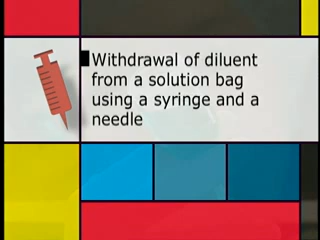 Withdrawal of diluent
from a solution bag
using a syringe and a
needle